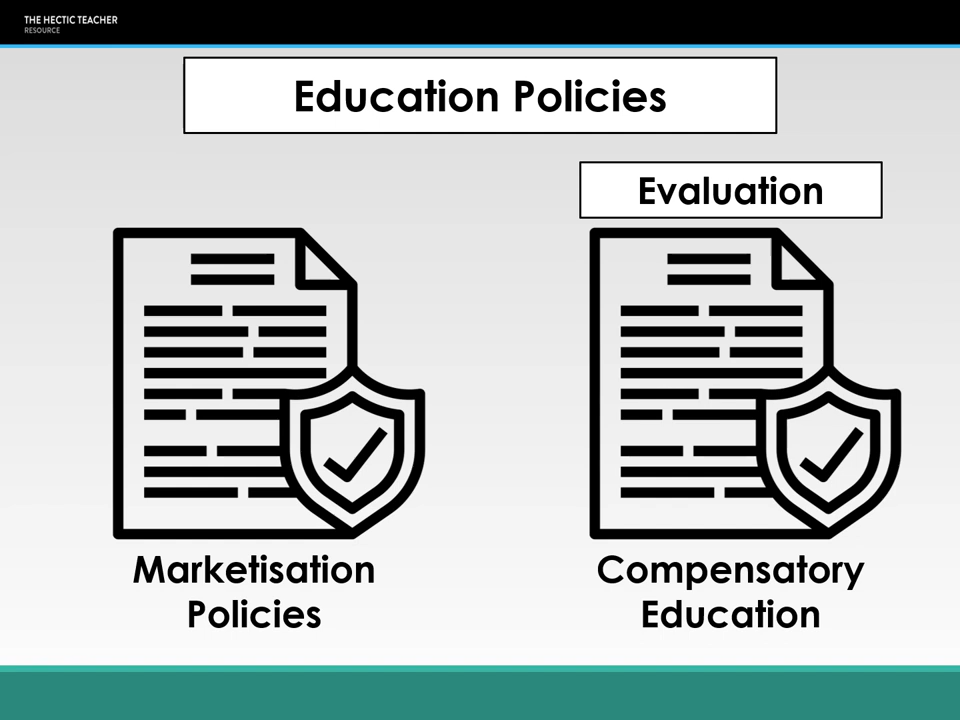 THE HECTIC TEACHER
RESOURCE
Education Policies
Evaluation
Marketisation
Policies
Compensatory
Education